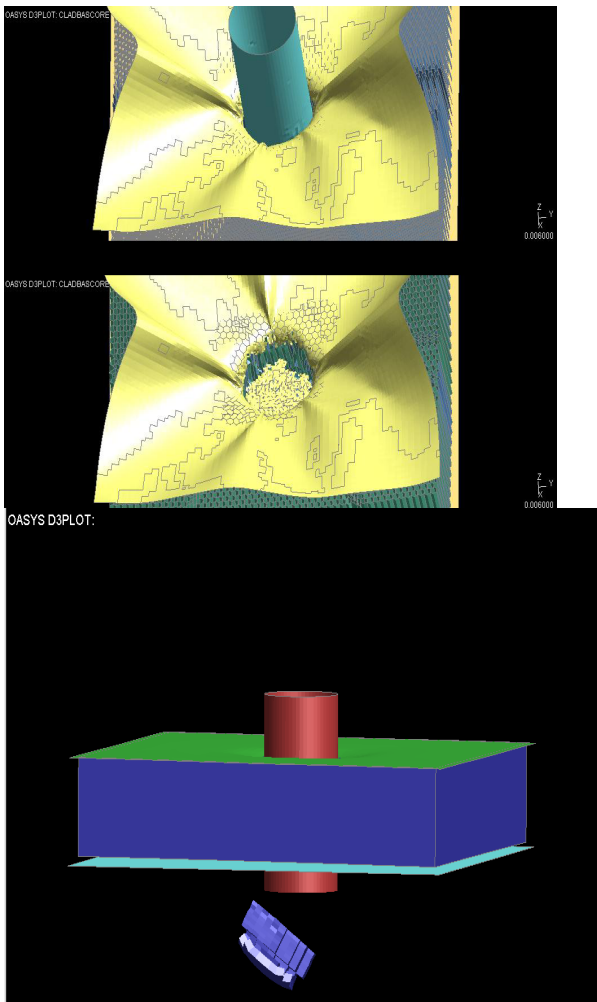 OASYS D3PLOT: CLADBASCORE
Z
Y
X
0.006000
OASYS D3PLOT: CLADBASCORE
Z
Y
X
0.006000
OASYS D3PLOT: